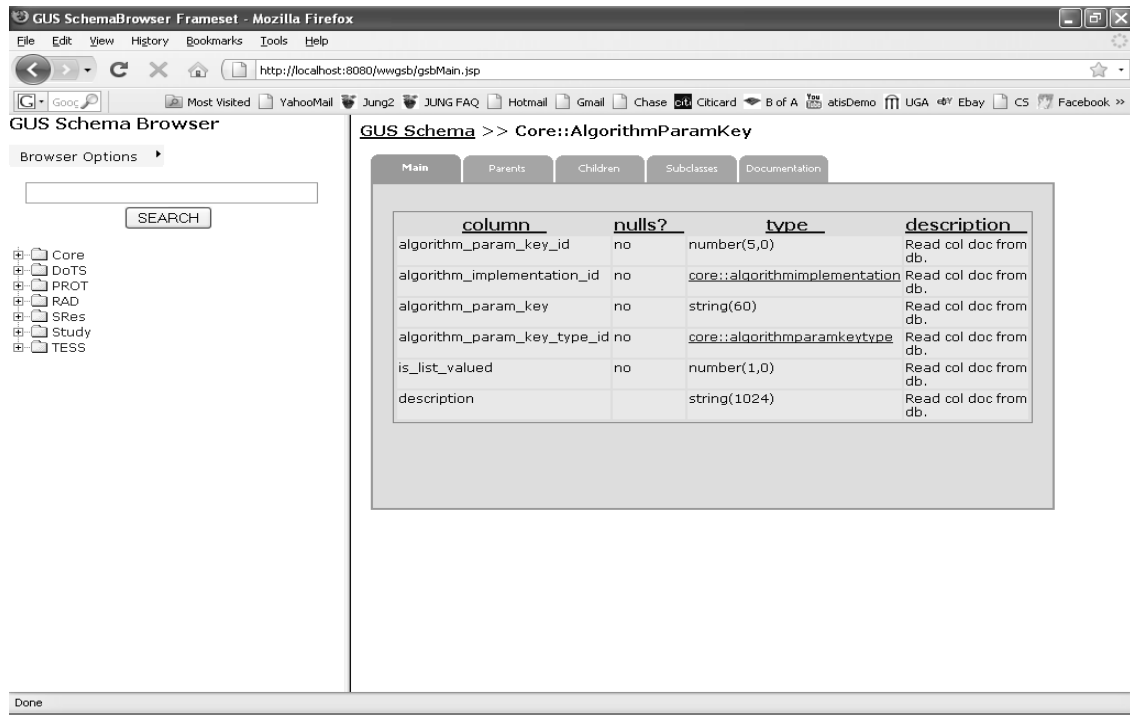 GUS SchemaBrowser Frameset - Mozilla Firefox
File Edit View History Bookmarks Tools Help
http://localhost:8080/wwgsb/gsbMain.jsp
G Goog Most Visited YahooMail Jung2 JUNG FAQ Hotmail Gmail Chase citi Citicard B of A You atisDemo UGA ebY Ebay CS Facebook »
GUS Schema Browser
Browser Options
SEARCH
Core
DoTS
PROT
RAD
SRes
Study
TESS
GUS Schema >> Core::AlgorithmParamKey
Main Parents Children Subclasses Documentation
column nulls? type description
algorithm_param_key_id no number(5,0) Read col doc from
db.
algorithm_implementation_id no core::algorithmimplementation Read col doc from
db.
algorithm_param_key no string(60) Read col doc from
db.
algorithm_param_key_type_id no core::algorithmparamkeytype Read col doc from
db.
is_list_valued no number(1,0) Read col doc from
db.
description string(1024) Read col doc from
db.
Done